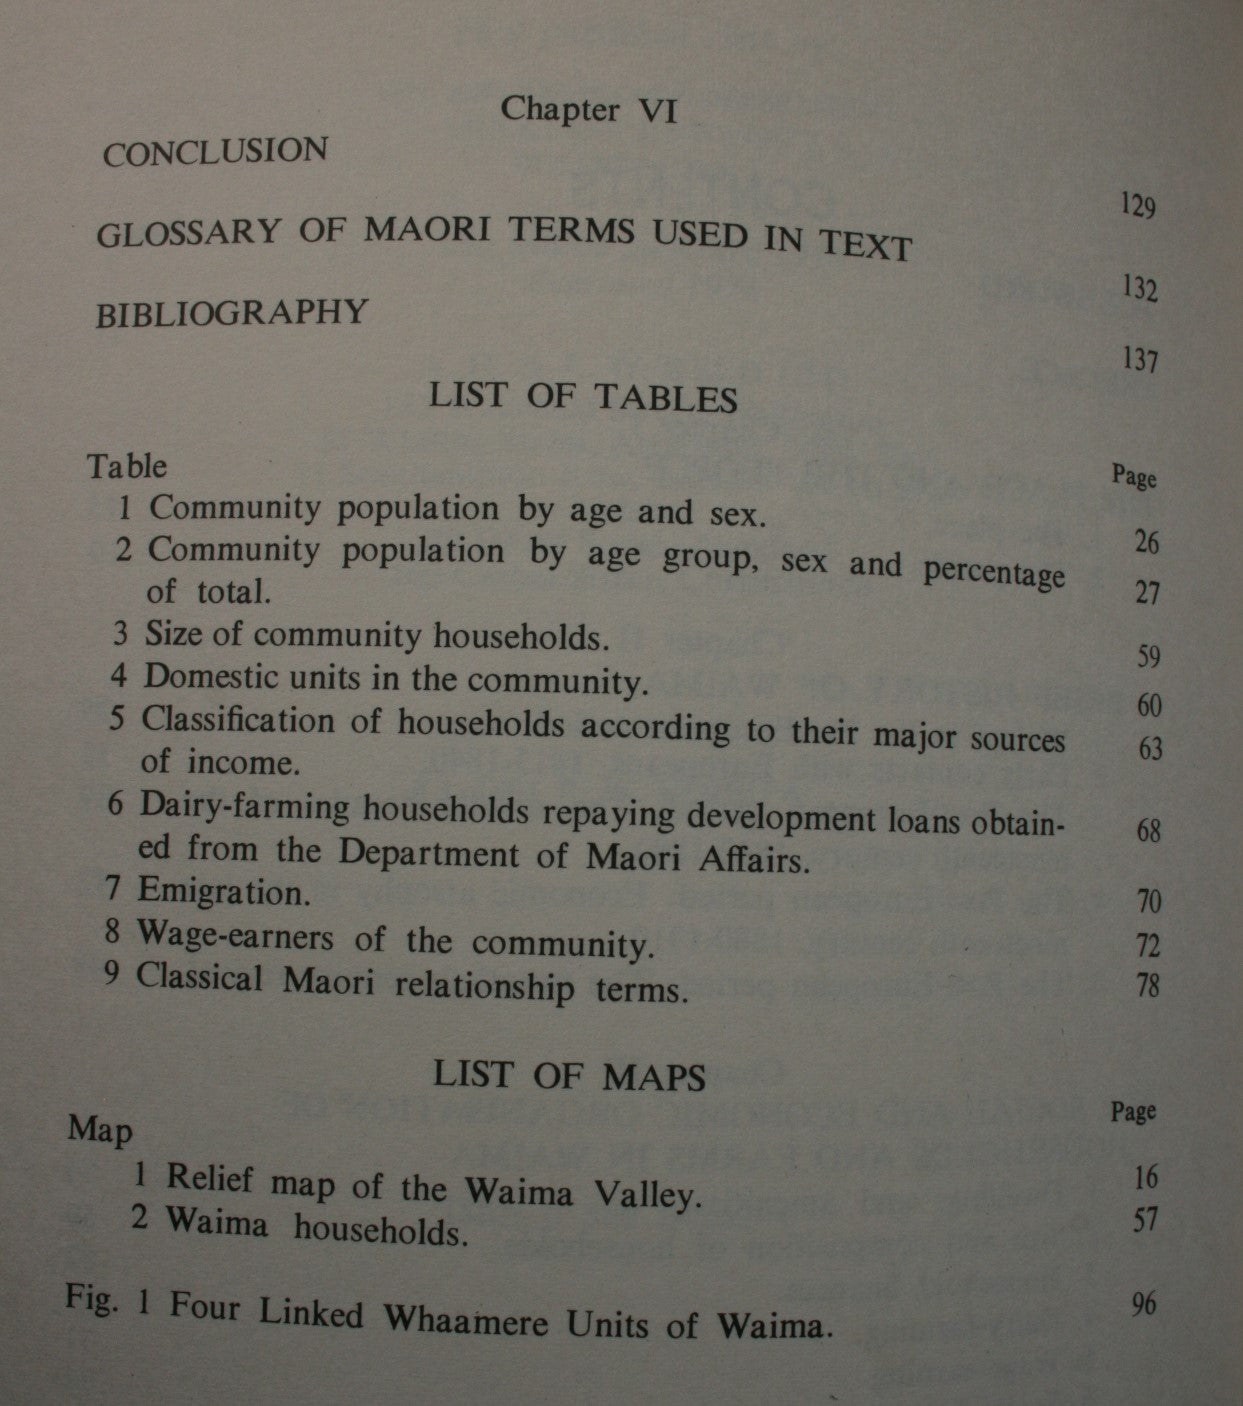 Chapter VI
CONCLUSION 129
GLOSSARY OF MAORI TERMS USED IN TEXT 132
BIBLIOGRAPHY 137
LIST OF TABLES
Table Page
1 Community population by age and sex. 26
2 Community population by age group, sex and percentage 27
of total.
3 Size of community households. 59
4 Domestic units in the community. 60
5 Classification of households according to their major sources 63
of income.
6 Dairy-farming households repaying development loans obtain- 68
ed from the Department of Maori Affairs.
7 Emigration. 70
8 Wage-earners of the community. 72
9 Classical Maori relationship terms. 78
LIST OF MAPS
Map Page
1 Relief map of the Waima Valley. 16
2 Waima households. 57
Fig. 1 Four Linked Whaamere Units of Waima. 96